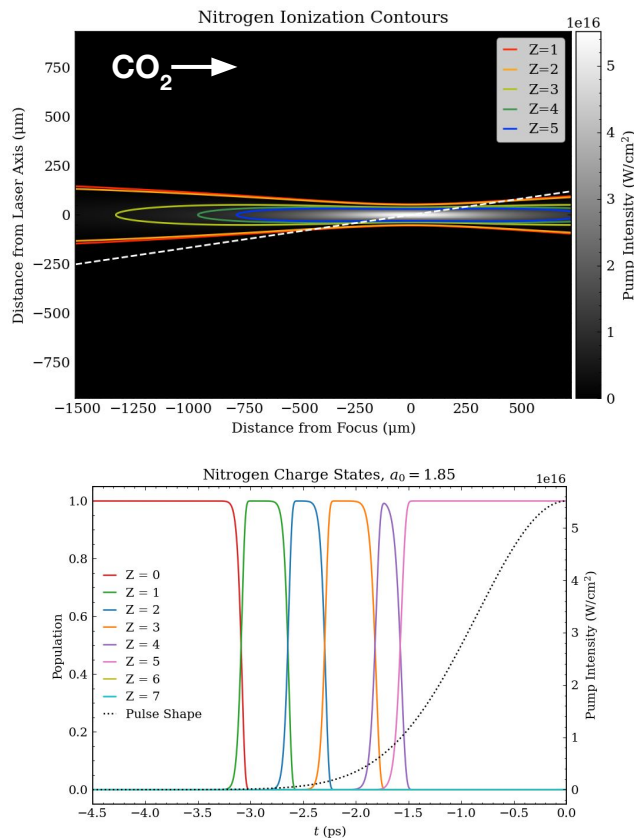 Nitrogen Ionization Contours
1e16
CO2
Z=1
Z=2
Z=3
Z=4
Z=5
750
500
250
0
−250
−500
−750
Distance from Laser Axis (μm)
5
4
3
2
1
0
Pump Intensity (W/cm²)
−1500 −1250 −1000 −750 −500 −250 0 250 500
Distance from Focus (μm)
Nitrogen Charge States, a₀ = 1.85
1e16
1.0
0.8
0.6
0.4
0.2
0.0
Population
Z = 0
Z = 1
Z = 2
Z = 3
Z = 4
Z = 5
Z = 6
Z = 7
Pulse Shape
5
4
3
2
1
0
Pump Intensity (W/cm²)
−4.5 −4.0 −3.5 −3.0 −2.5 −2.0 −1.5 −1.0 −0.5 0.0
t (ps)